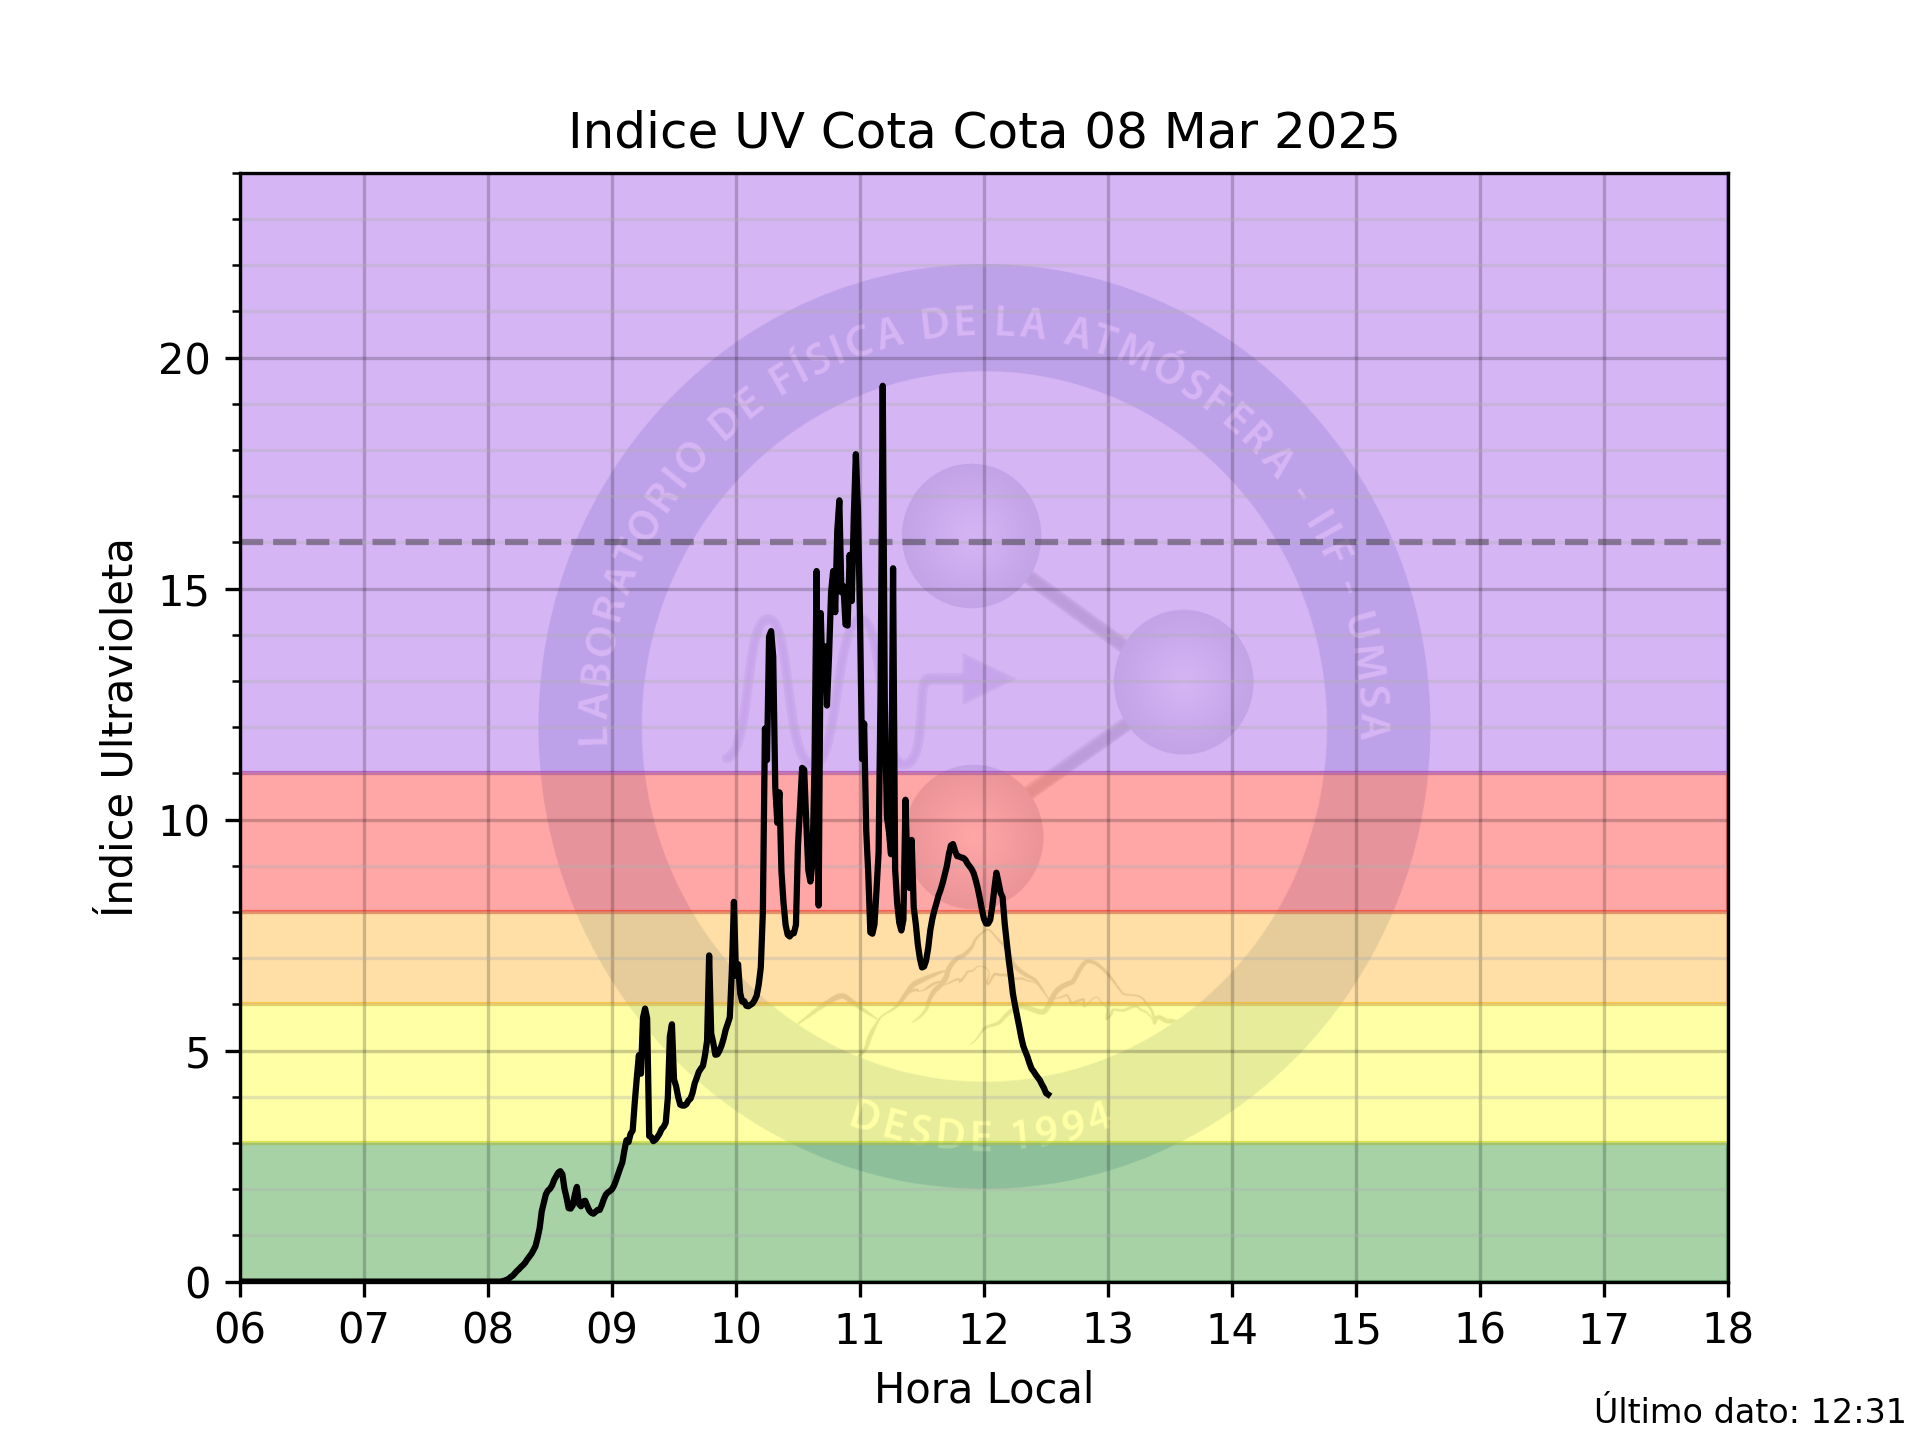 Indice UV Cota Cota 08 Mar 2025
Índice Ultravioleta
20
15
10
5
0
LABORATORIO DE FÍSICA DE LA ATMÓSFERA - IIF - UMSA
DESDE 1994
06 07 08 09 10 11 12 13 14 15 16 17 18
Hora Local
Último dato: 12:31